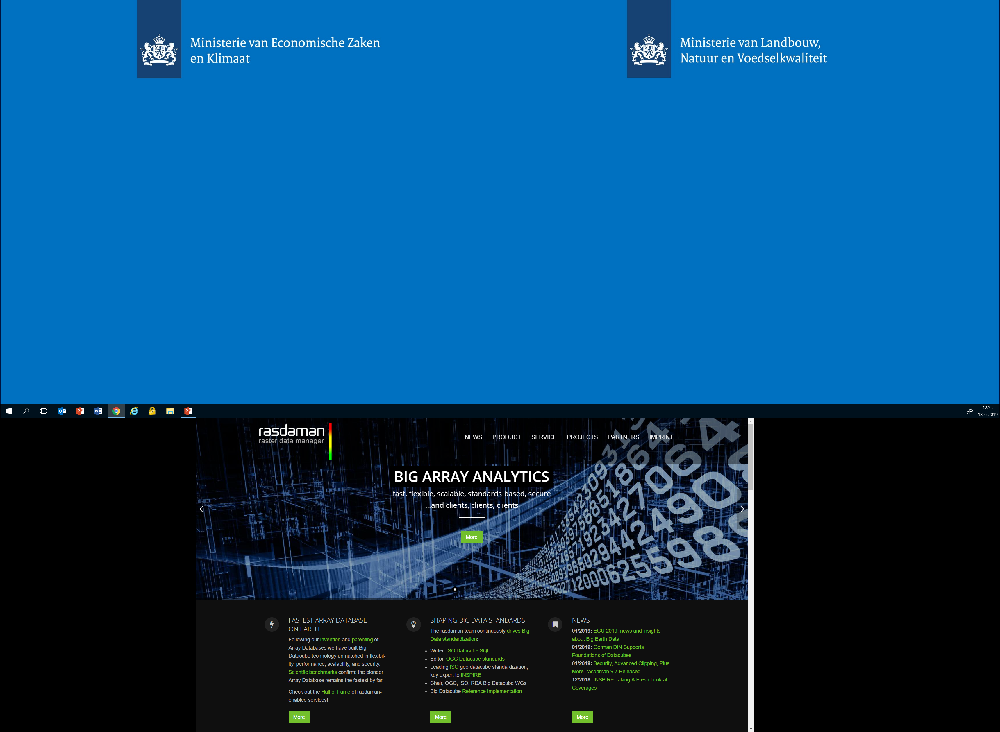 Ministerie van Economische Zaken
en Klimaat
Ministerie van Landbouw,
Natuur en Voedselkwaliteit
12:33
18-6-2019
rasdaman
raster data manager
NEWS PRODUCT SERVICE PROJECTS PARTNERS IMPRINT
BIG ARRAY ANALYTICS
fast, flexible, scalable, standards-based, secure
...and clients, clients, clients
More
FASTEST ARRAY DATABASE
ON EARTH
Following our invention and patenting of
Array Databases we have built Big
Datacube technology unmatched in flexibil-
ity, performance, scalability, and security.
Scientfic benchmarks confirm: the pioneer
Array Database remains the fastest by far.
Check out the Hall of Fame of rasdaman-
enabled services!
More
SHAPING BIG DATA STANDARDS
The rasdaman team continuously drives Big
Data standardization:
• Writer, ISO Datacube SQL
• Editor, OGC Datacube standards
• Leading ISO geo datacube standardization,
key expert to INSPIRE
• Chair, OGC, ISO, RDA Big Datacube WGs
• Big Datacube Reference Implementation
More
NEWS
01/2019: EGU 2019: news and insights
about Big Earth Data
01/2019: German DIN Supports
Foundations of Datacubes
01/2019: Security, Advanced Clipping, Plus
More: rasdaman 9.7 Released
12/2018: INSPIRE Taking A Fresh Look at
Coverages
More